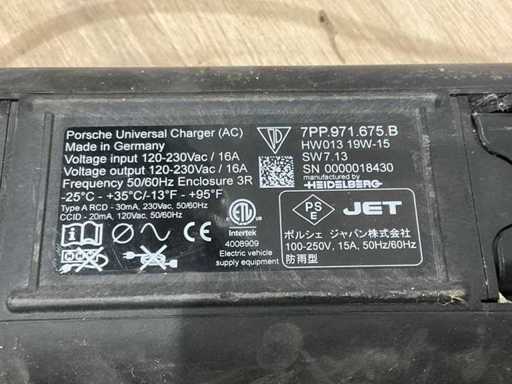 Porsche Universal Charger (AC)
Made in Germany
Voltage input 120-230Vac / 16A
Voltage output 120-230Vac / 16A
Frequency 50/60Hz Enclosure 3R
-25°C - +35°C/-13°F - +95°F
Type A RCD - 30mA, 230Vac, 50/60Hz
CCID - 20mA, 120Vac, 50/60Hz
7PP.971.675.B
HW013 19W-15
SW7.13
SN 0000018430
manufactured by
HEIDELBERG
ETL
Intertek
4008909
Electric vehicle
supply equipment
PS
E
JET
ポルシェ ジャパン株式会社
100-250V, 15A, 50Hz/60Hz
防雨型